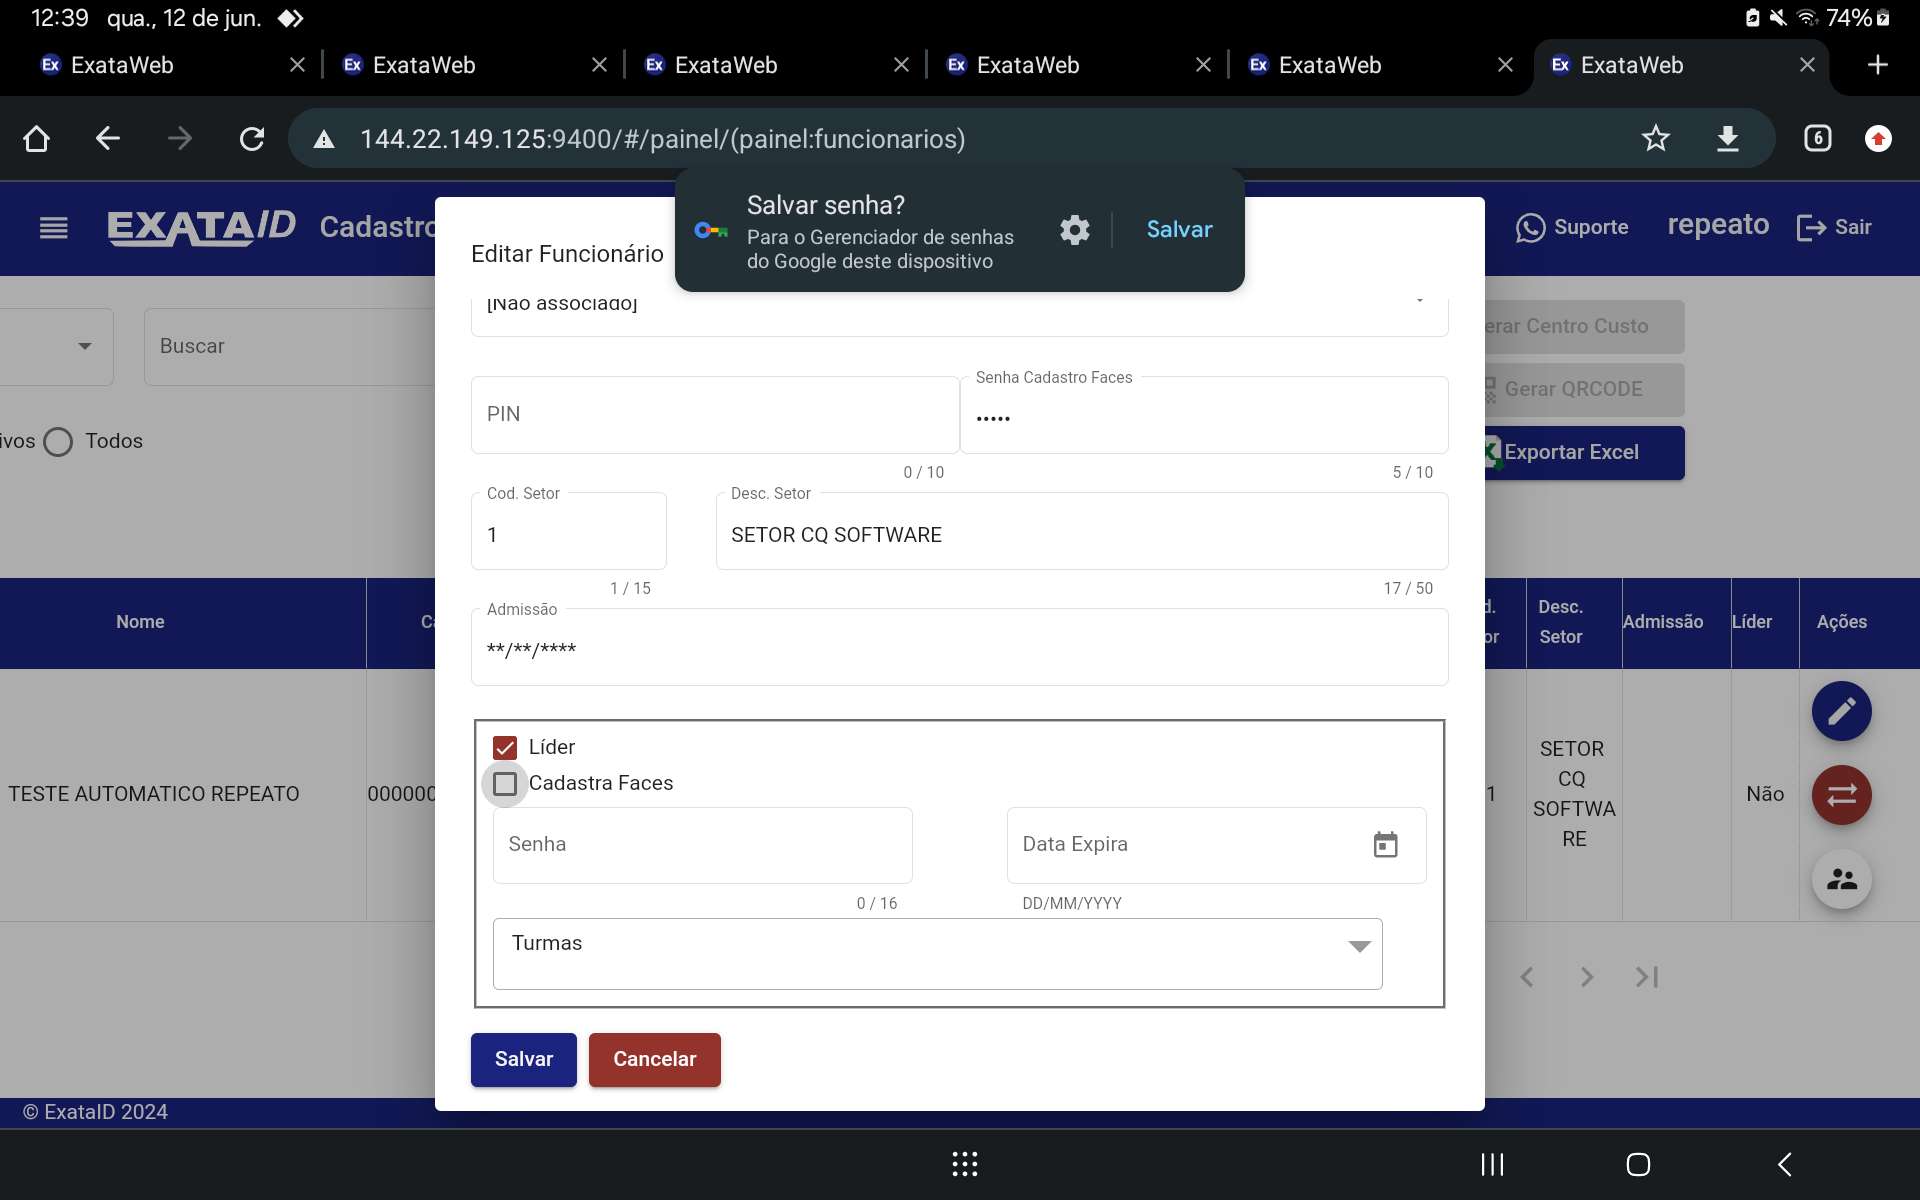 12:39 qua., 12 de jun. 74%
ExataWeb ExataWeb ExataWeb ExataWeb ExataWeb ExataWeb
144.22.149.125:9400/#/painel/(painel:funcionarios) 6
EXATAID Cadastro Suporte repeato Sair
Salvar senha?
Para o Gerenciador de senhas
do Google deste dispositivo
Salvar
Editar Funcionário
[Não associado]
Buscar
erar Centro Custo
Gerar QRCODE
Exportar Excel
ivos Todos
PIN
0 / 10
Senha Cadastro Faces
•••••
5 / 10
Cod. Setor
1
1 / 15
Desc. Setor
SETOR CQ SOFTWARE
17 / 50
Admissão
**/**/****
Líder
Cadastra Faces
Senha
0 / 16
Data Expira
DD/MM/YYYY
Turmas
Salvar Cancelar
Nome Ca d. or Desc. Setor Admissão Líder Ações
TESTE AUTOMATICO REPEATO 000000 1 SETOR CQ SOFTWA RE Não
© ExataID 2024